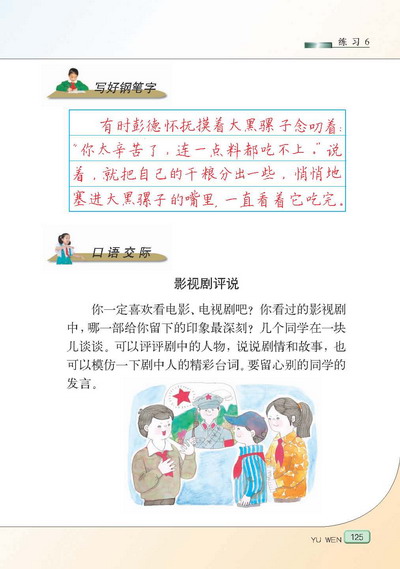 练习6
写好钢笔字
有时彭德怀抚摸着大黑骡子念叨着:
“你太辛苦了,连一点料都吃不上。”说
着,就把自己的干粮分出一些,悄悄地
塞进大黑骡子的嘴里,一直看着它吃完。
口语交际
影视剧评说
你一定喜欢看电影、电视剧吧?你看过的影视剧
中,哪一部给你留下的印象最深刻?几个同学在一块
儿谈谈。可以评评剧中的人物,说说剧情和故事,也
可以模仿一下剧中人的精彩台词。要留心别的同学的
发言。
YU WEN 125